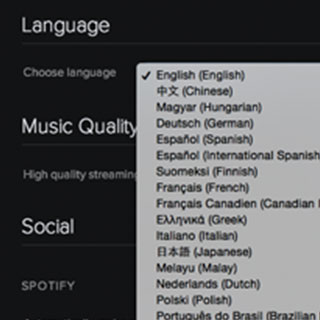 Language
Choose language
✓ English (English)
中文 (Chinese)
Magyar (Hungarian)
Music Quality
Deutsch (German)
Español (Spanish)
Español (International Spanish
High quality streaming
Suomeksi (Finnish)
Français (French)
Français Canadien (Canadian
Social
Ελληνικά (Greek)
Italiano (Italian)
日本語 (Japanese)
Melayu (Malay)
SPOTIFY
Nederlands (Dutch)
Polski (Polish)
Português do Brasil (Brazilian